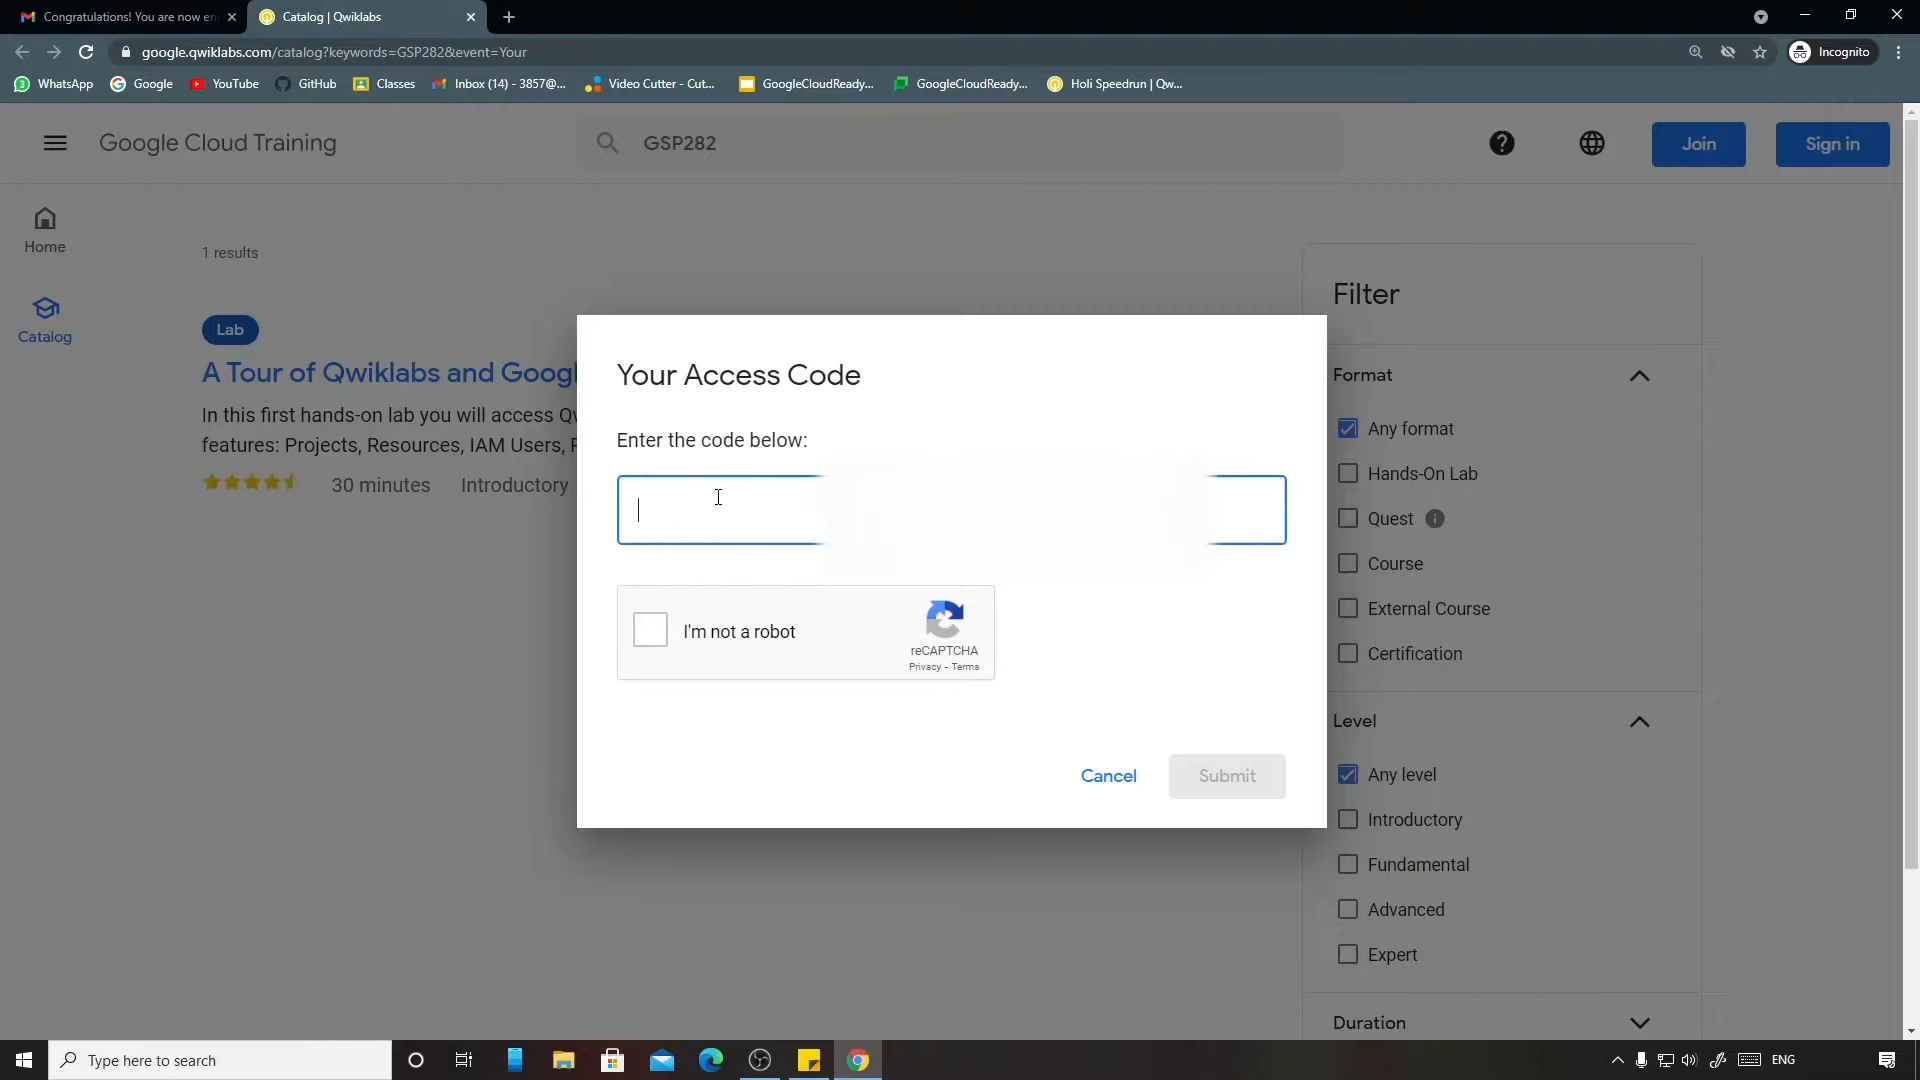 Congratulations! You are now en
Catalog | Qwiklabs
google.qwiklabs.com/catalog?keywords=GSP282&event=Your
Incognito
WhatsApp
Google
YouTube
GitHub
Classes
Inbox (14) - 3857@...
Video Cutter - Cut...
GoogleCloudReady...
GoogleCloudReady...
Holi Speedrun | Qw...
Google Cloud Training
GSP282
Join
Sign in
Home
Catalog
1 results
Lab
A Tour of Qwiklabs and Googl
In this first hands-on lab you will access Qw
features: Projects, Resources, IAM Users, R
30 minutes
Introductory
Your Access Code
Enter the code below:
I'm not a robot
reCAPTCHA
Privacy - Terms
Cancel
Submit
Filter
Format
Any format
Hands-On Lab
Quest
Course
External Course
Certification
Level
Any level
Introductory
Fundamental
Advanced
Expert
Duration
Type here to search
ENG